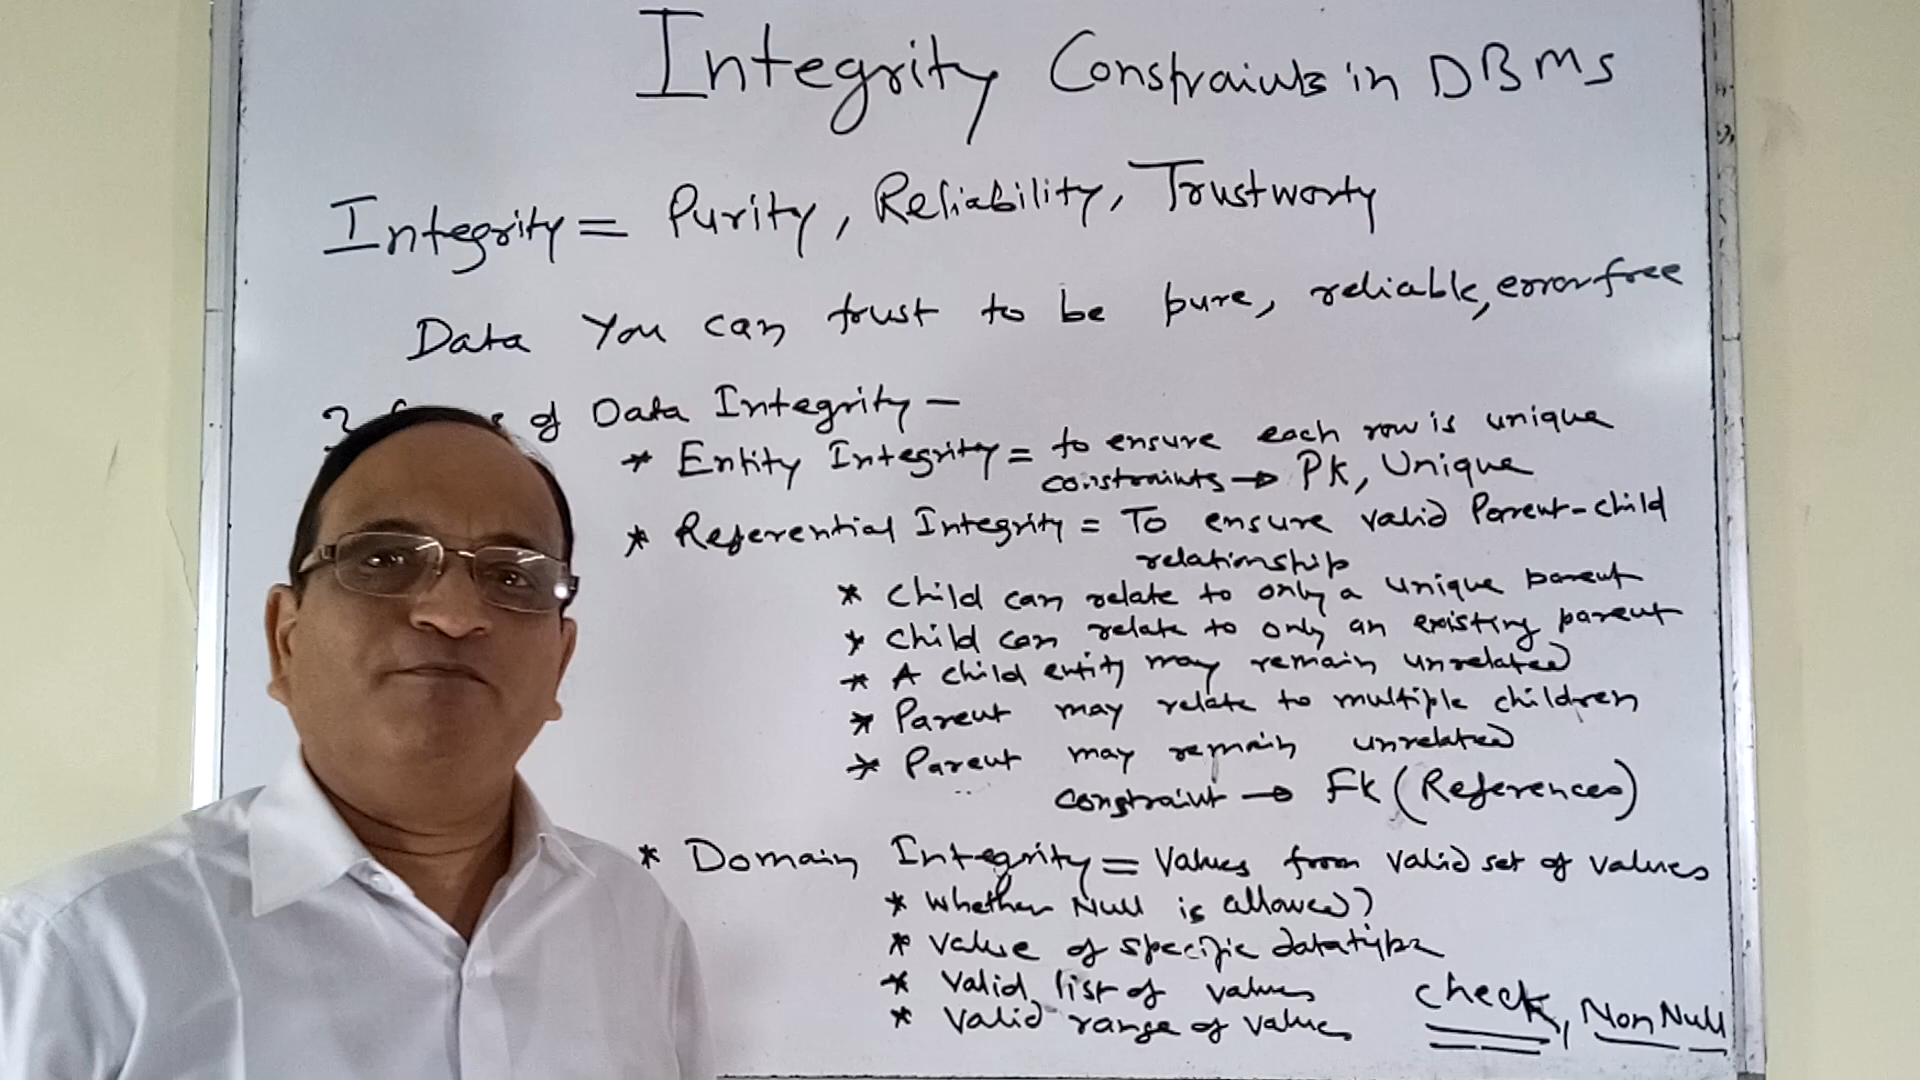 Integrity Constraints in DBMS
Integrity = Purity, Reliability, Trustworty
Data You can trust to be pure, reliable, error free
of Data Integrity -
* Entity Integrity = to ensure each row is unique
constraints → PK, Unique
* Referential Integrity = To ensure valid Parent-child
relationship
* child can relate to only a unique parent
* child can relate to only an existing parent
* A child entity may remain unrelated
* Parent may relate to multiple children
* Parent may remain unrelated
constraint → FK (References)
* Domain Integrity = Values from valid set of values
* Whether Null is allowed?
* Value of specific datatype
* Valid list of values
* Valid range of values
check, Non Null